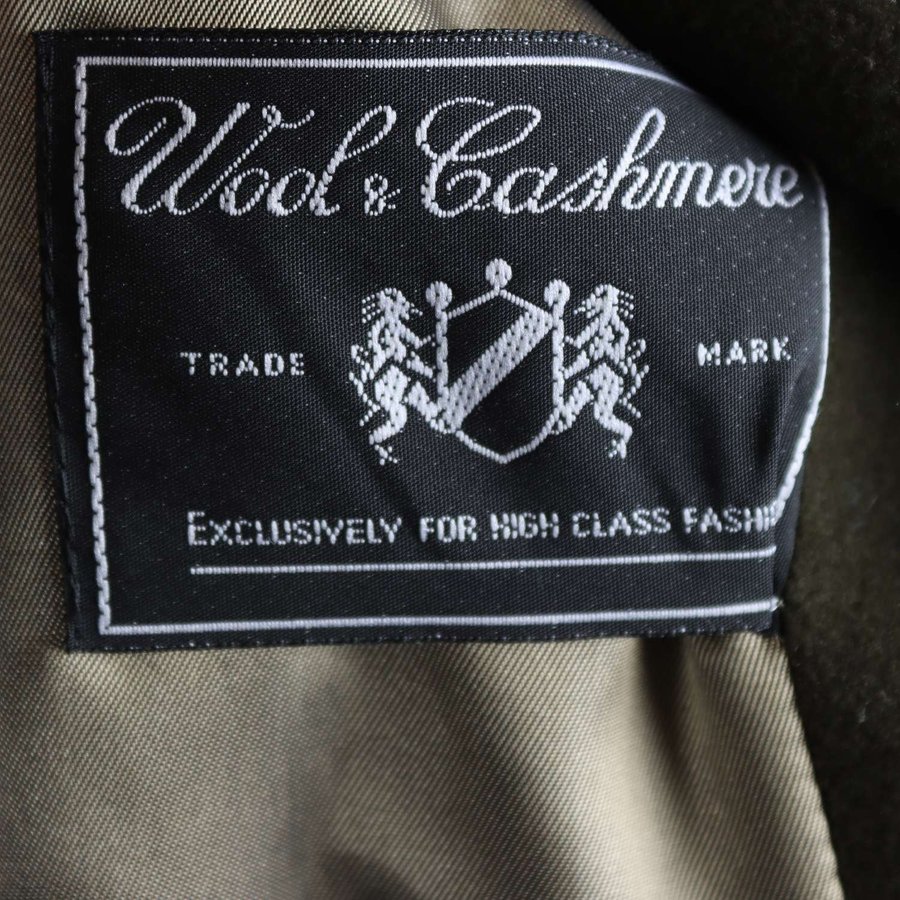 Wool & Cashmere
TRADE MARK
EXCLUSIVELY FOR HIGH CLASS